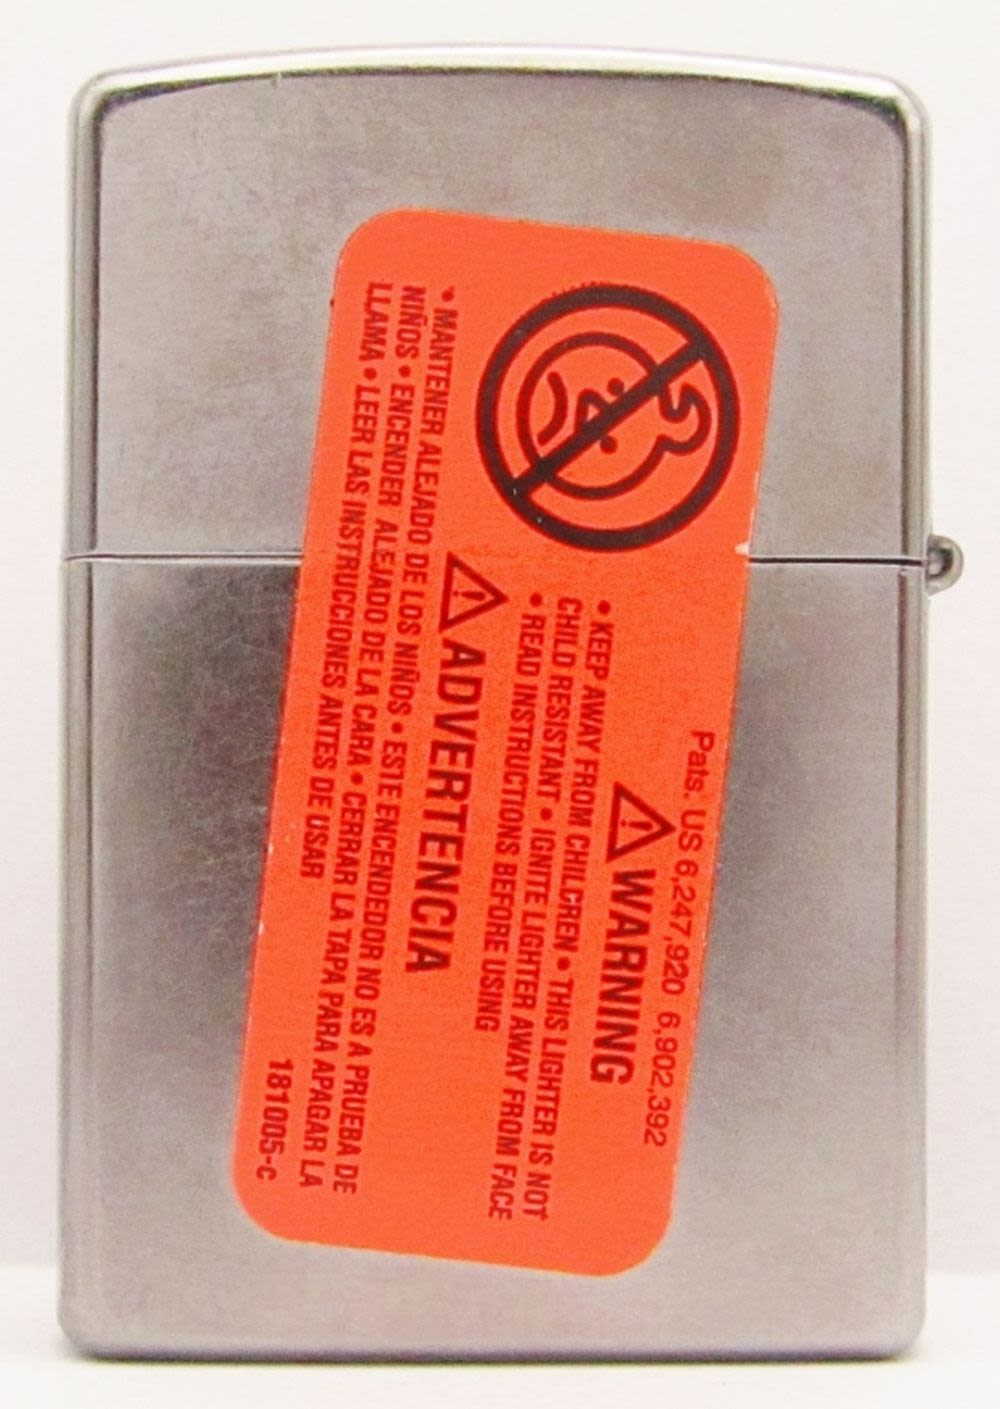 Pats. US 6,247,920 6,902,392
WARNING
• KEEP AWAY FROM CHILDREN • THIS LIGHTER IS NOT
CHILD RESISTANT • IGNITE LIGHTER AWAY FROM FACE
• READ INSTRUCTIONS BEFORE USING
ADVERTENCIA
• MANTENER ALEJADO DE LOS NIÑOS • ESTE ENCENDEDOR NO ES A PRUEBA DE
NIÑOS • ENCENDER ALEJADO DE LA CARA • CERRAR LA TAPA PARA APAGAR LA
LLAMA • LEER LAS INSTRUCCIONES ANTES DE USAR
181005-c